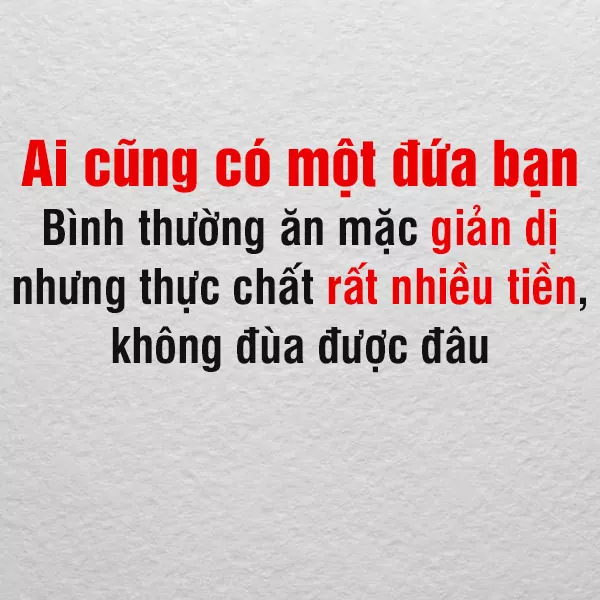 Ai cũng có một đứa bạn
Bình thường ăn mặc giản dị
nhưng thực chất rất nhiều tiền,
không đùa được đâu